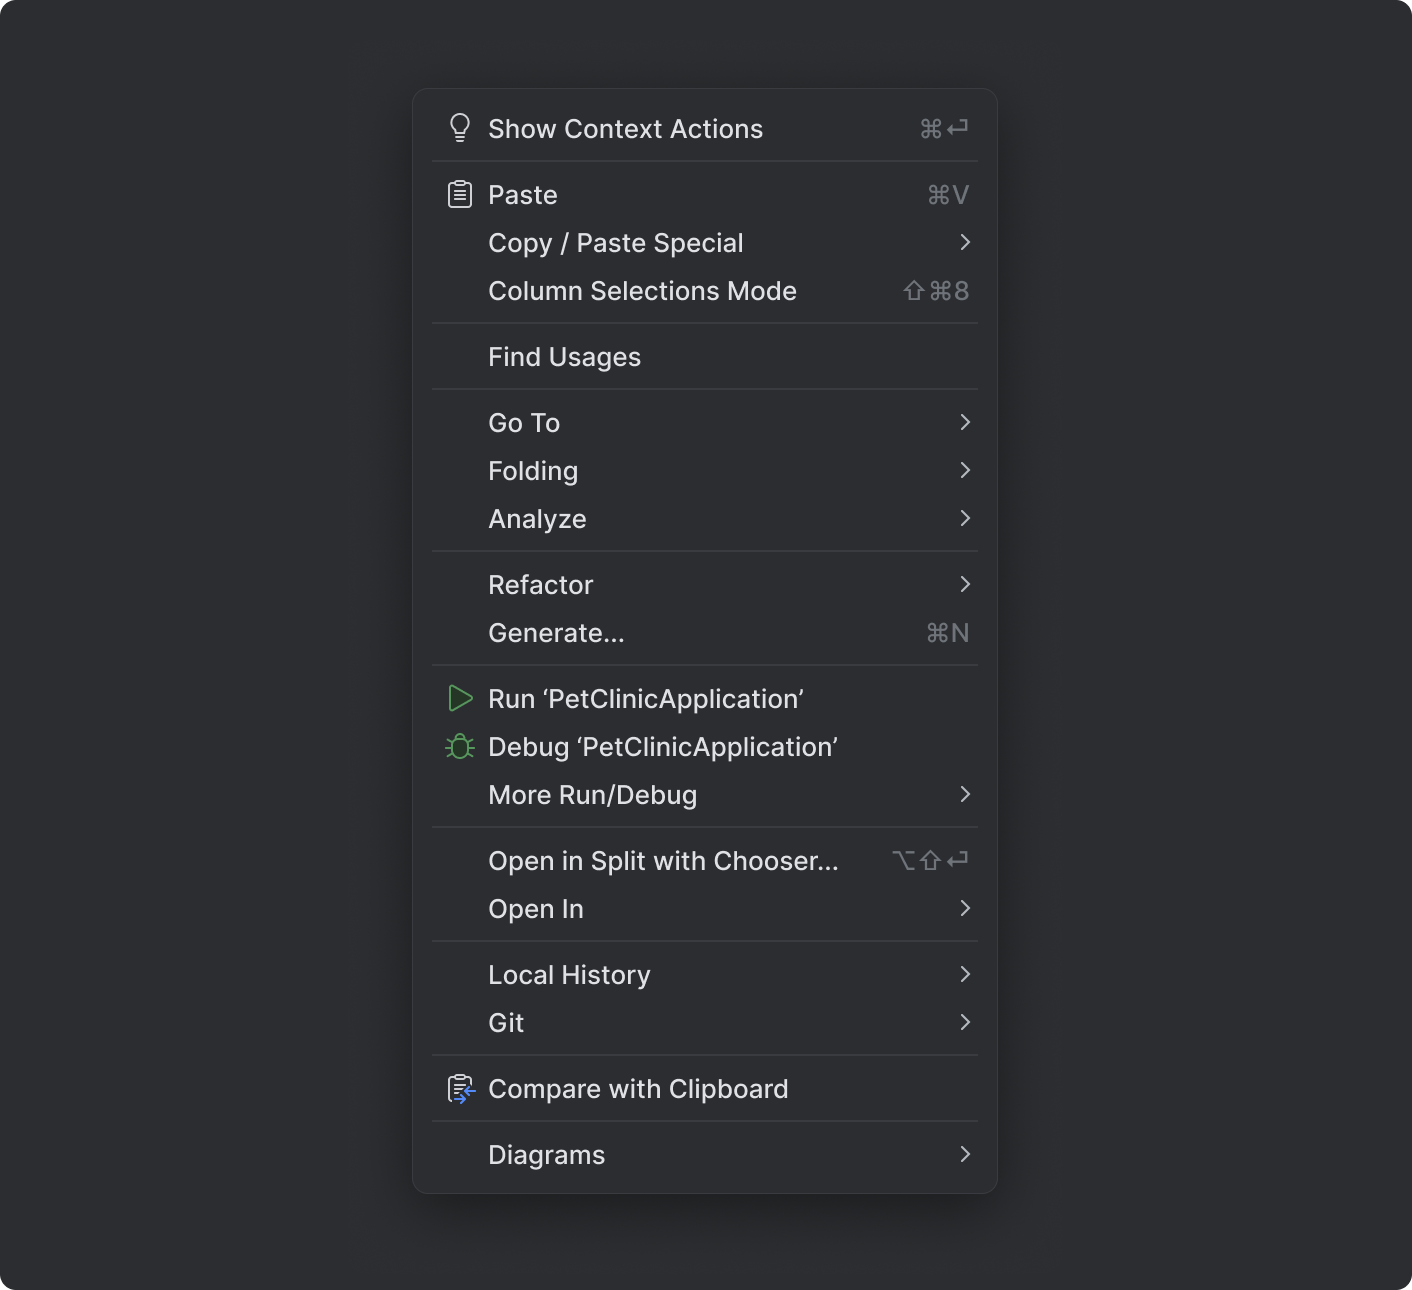 Show Context Actions ⌘⏎
Paste ⌘V
Copy / Paste Special
Column Selections Mode ⇧⌘8
Find Usages
Go To
Folding
Analyze
Refactor
Generate... ⌘N
Run ‘PetClinicApplication’
Debug ‘PetClinicApplication’
More Run/Debug
Open in Split with Chooser... ⌥⇧⏎
Open In
Local History
Git
Compare with Clipboard
Diagrams